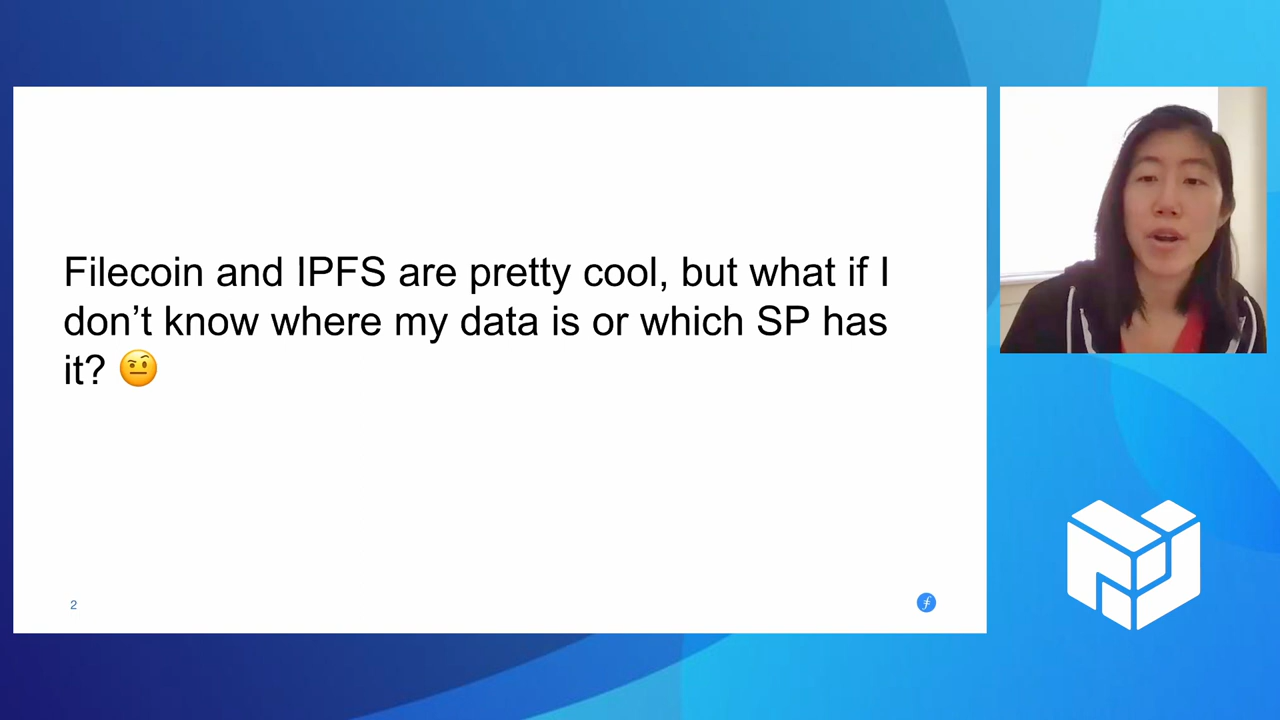 Filecoin and IPFS are pretty cool, but what if I
don’t know where my data is or which SP has
it? 🤨
2